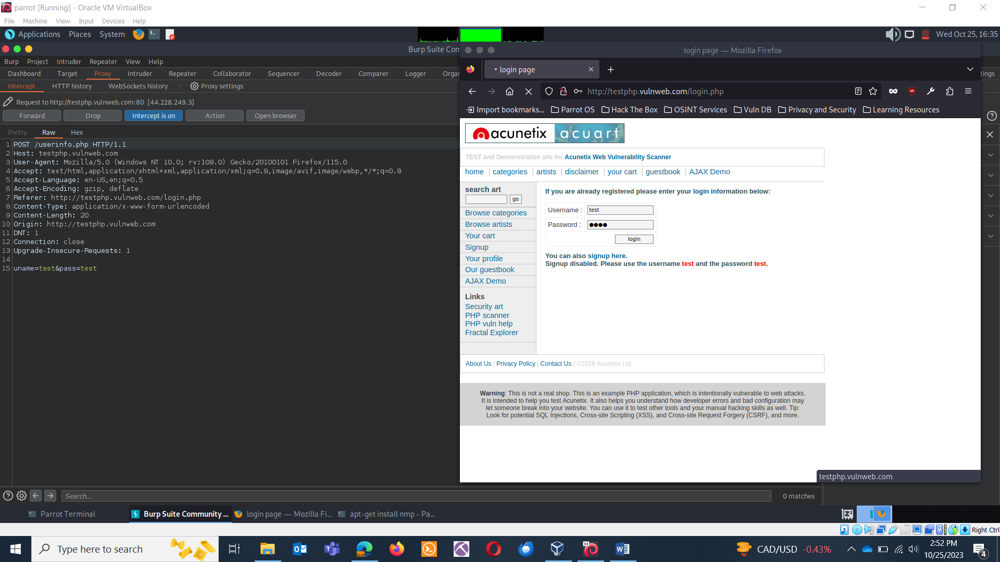 parrot [Running] - Oracle VM VirtualBox
File Machine View Input Devices Help
Applications Places System
Wed Oct 25, 16:35
Burp Suite Com
Burp Project Intruder Repeater View Help
Dashboard Target Proxy Intruder Repeater Collaborator Sequencer Decoder Comparer Logger Organ
tings
Intercept HTTP history WebSockets history Proxy settings
Request to http://testphp.vulnweb.com:80 [44.228.249.3]
Forward Drop Intercept is on Action Open browser
Pretty Raw Hex
1 POST /userinfo.php HTTP/1.1
2 Host: testphp.vulnweb.com
3 User-Agent: Mozilla/5.0 (Windows NT 10.0; rv:109.0) Gecko/20100101 Firefox/115.0
4 Accept: text/html,application/xhtml+xml,application/xml;q=0.9,image/avif,image/webp,*/*;q=0.8
5 Accept-Language: en-US,en;q=0.5
6 Accept-Encoding: gzip, deflate
7 Referer: http://testphp.vulnweb.com/login.php
8 Content-Type: application/x-www-form-urlencoded
9 Content-Length: 20
10 Origin: http://testphp.vulnweb.com
11 DNT: 1
12 Connection: close
13 Upgrade-Insecure-Requests: 1
14
15 uname=test&pass=test
Search...
0 matches
login page — Mozilla Firefox
• login page
http://testphp.vulnweb.com/login.php
Import bookmarks... Parrot OS Hack The Box OSINT Services Vuln DB Privacy and Security Learning Resources
acunetix acuart
TEST and Demonstration site for Acunetix Web Vulnerability Scanner
home | categories | artists | disclaimer | your cart | guestbook | AJAX Demo
search art
go
Browse categories
Browse artists
Your cart
Signup
Your profile
Our guestbook
AJAX Demo
Links
Security art
PHP scanner
PHP vuln help
Fractal Explorer
If you are already registered please enter your login information below:
Username : test
Password : ●●●●
login
You can also signup here.
Signup disabled. Please use the username test and the password test.
About Us | Privacy Policy | Contact Us | ©2019 Acunetix Ltd
Warning: This is not a real shop. This is an example PHP application, which is intentionally vulnerable to web attacks.
It is intended to help you test Acunetix. It also helps you understand how developer errors and bad configuration may
let someone break into your website. You can use it to test other tools and your manual hacking skills as well. Tip:
Look for potential SQL Injections, Cross-site Scripting (XSS), and Cross-site Request Forgery (CSRF), and more.
testphp.vulnweb.com
Parrot Terminal
Burp Suite Community ...
login page — Mozilla Fi...
apt-get install nmp - Pa...
Right Ctrl
Type here to search
CAD/USD -0.43%
2:52 PM
10/25/2023
4